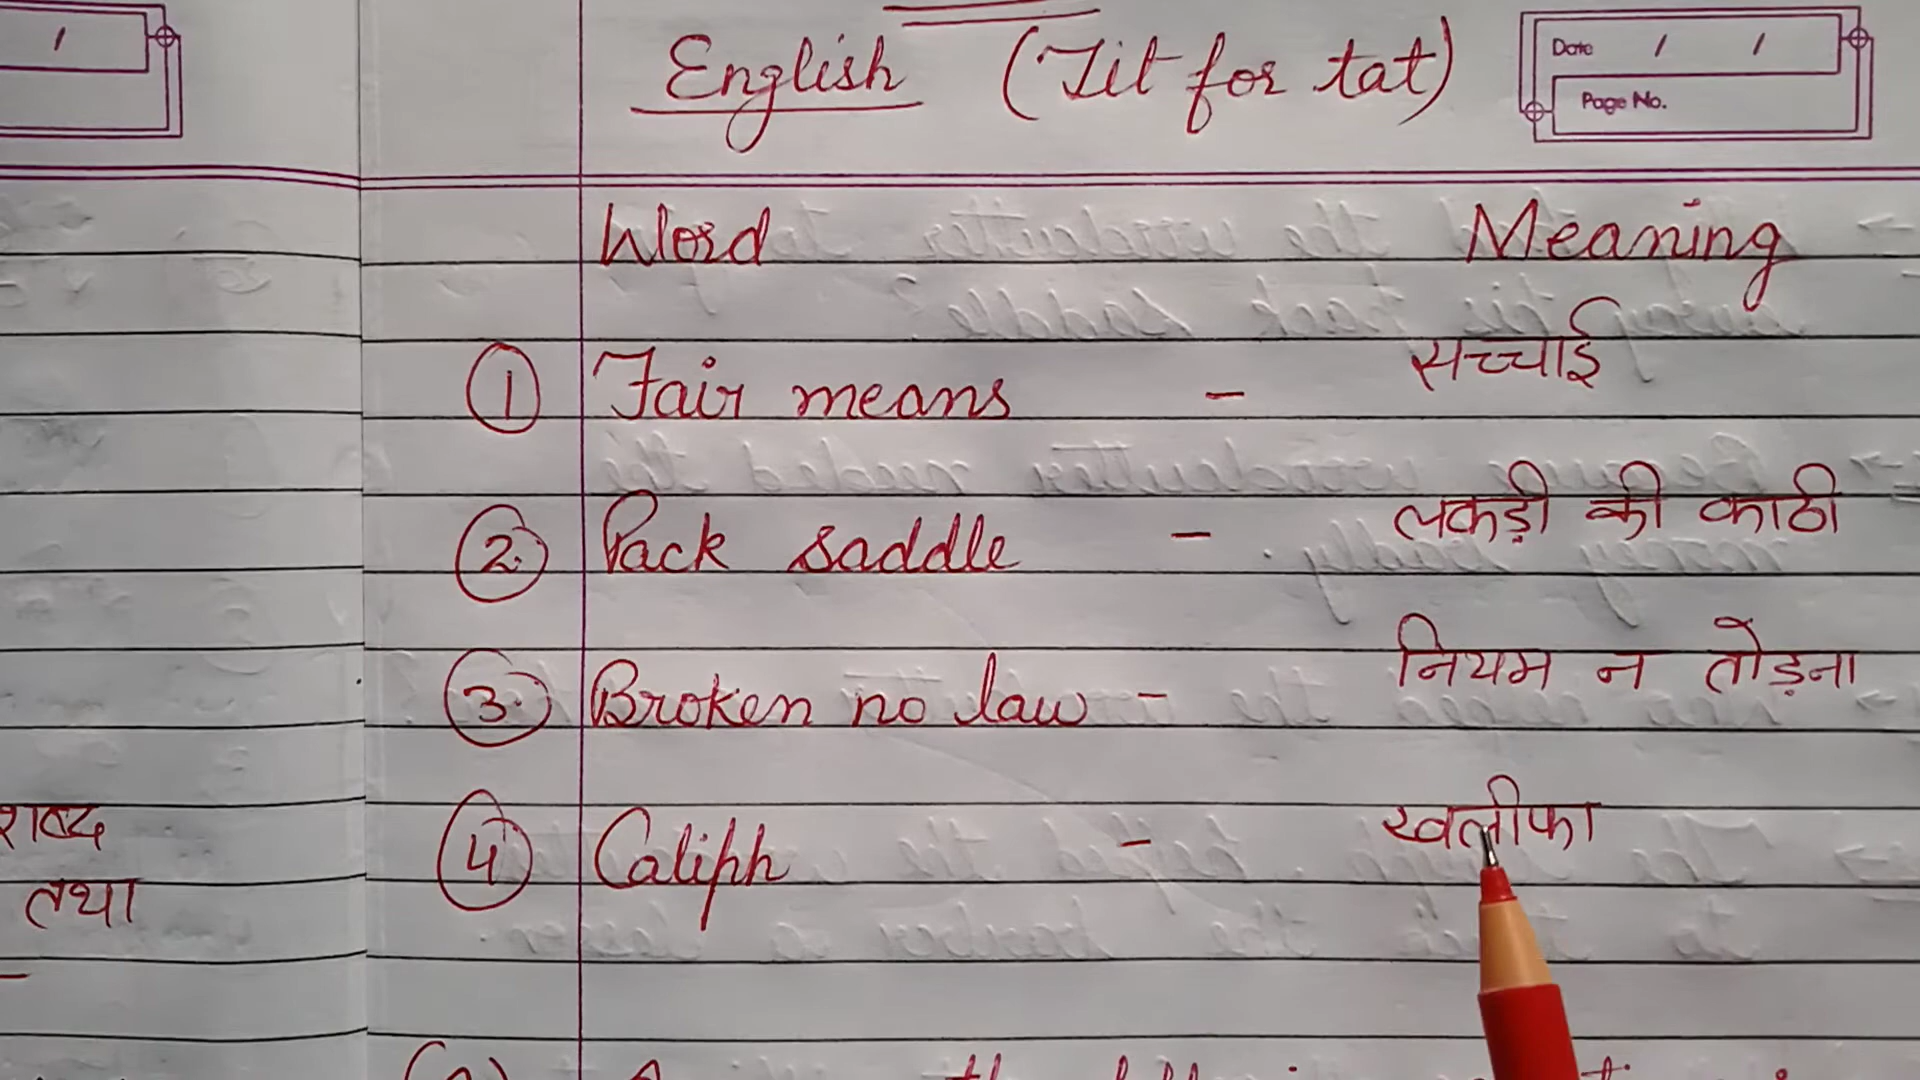 English (Tit for tat)
Date / /
Page No.
Word Meaning
① Fair means - सच्चाई
② Pack saddle - लकड़ी की काठी
③ Broken no law - नियम न तोड़ना
④ Caliph - खलीफा
शब्द
तथा